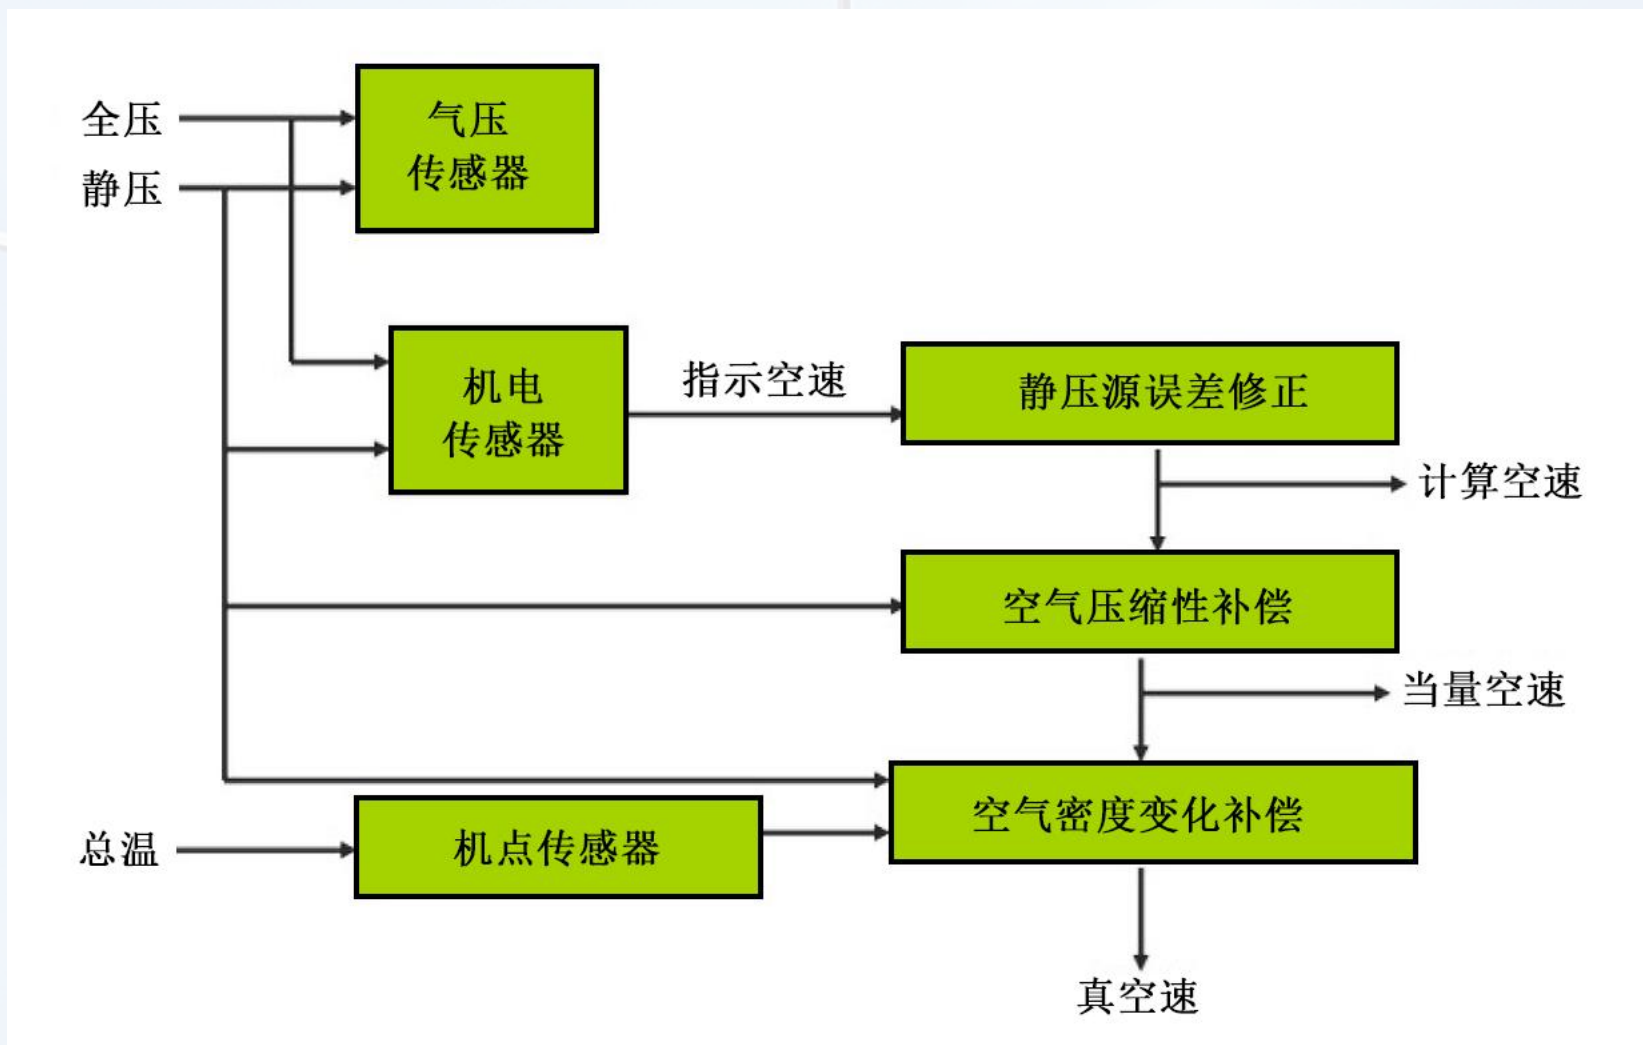 全压
静压
气压
传感器
机电
传感器
指示空速
静压源误差修正
计算空速
空气压缩性补偿
当量空速
空气密度变化补偿
总温
机点传感器
真空速